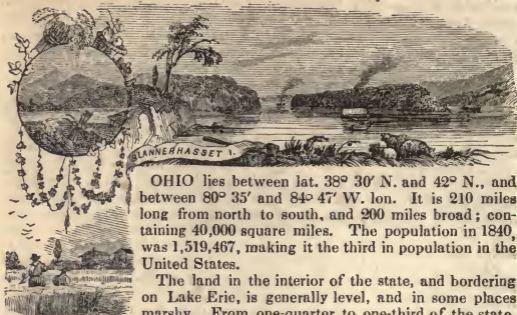 BLANNERHASSET I.
OHIO lies between lat. 38° 30′ N. and 42° N., and
between 80° 35′ and 84° 47′ W. lon. It is 210 miles
long from north to south, and 200 miles broad; con-
taining 40,000 square miles. The population in 1840,
was 1,519,467, making it the third in population in the
United States.
The land in the interior of the state, and bordering
on Lake Erie, is generally level, and in some places
marshy. From one-quarter to one-third of the state,